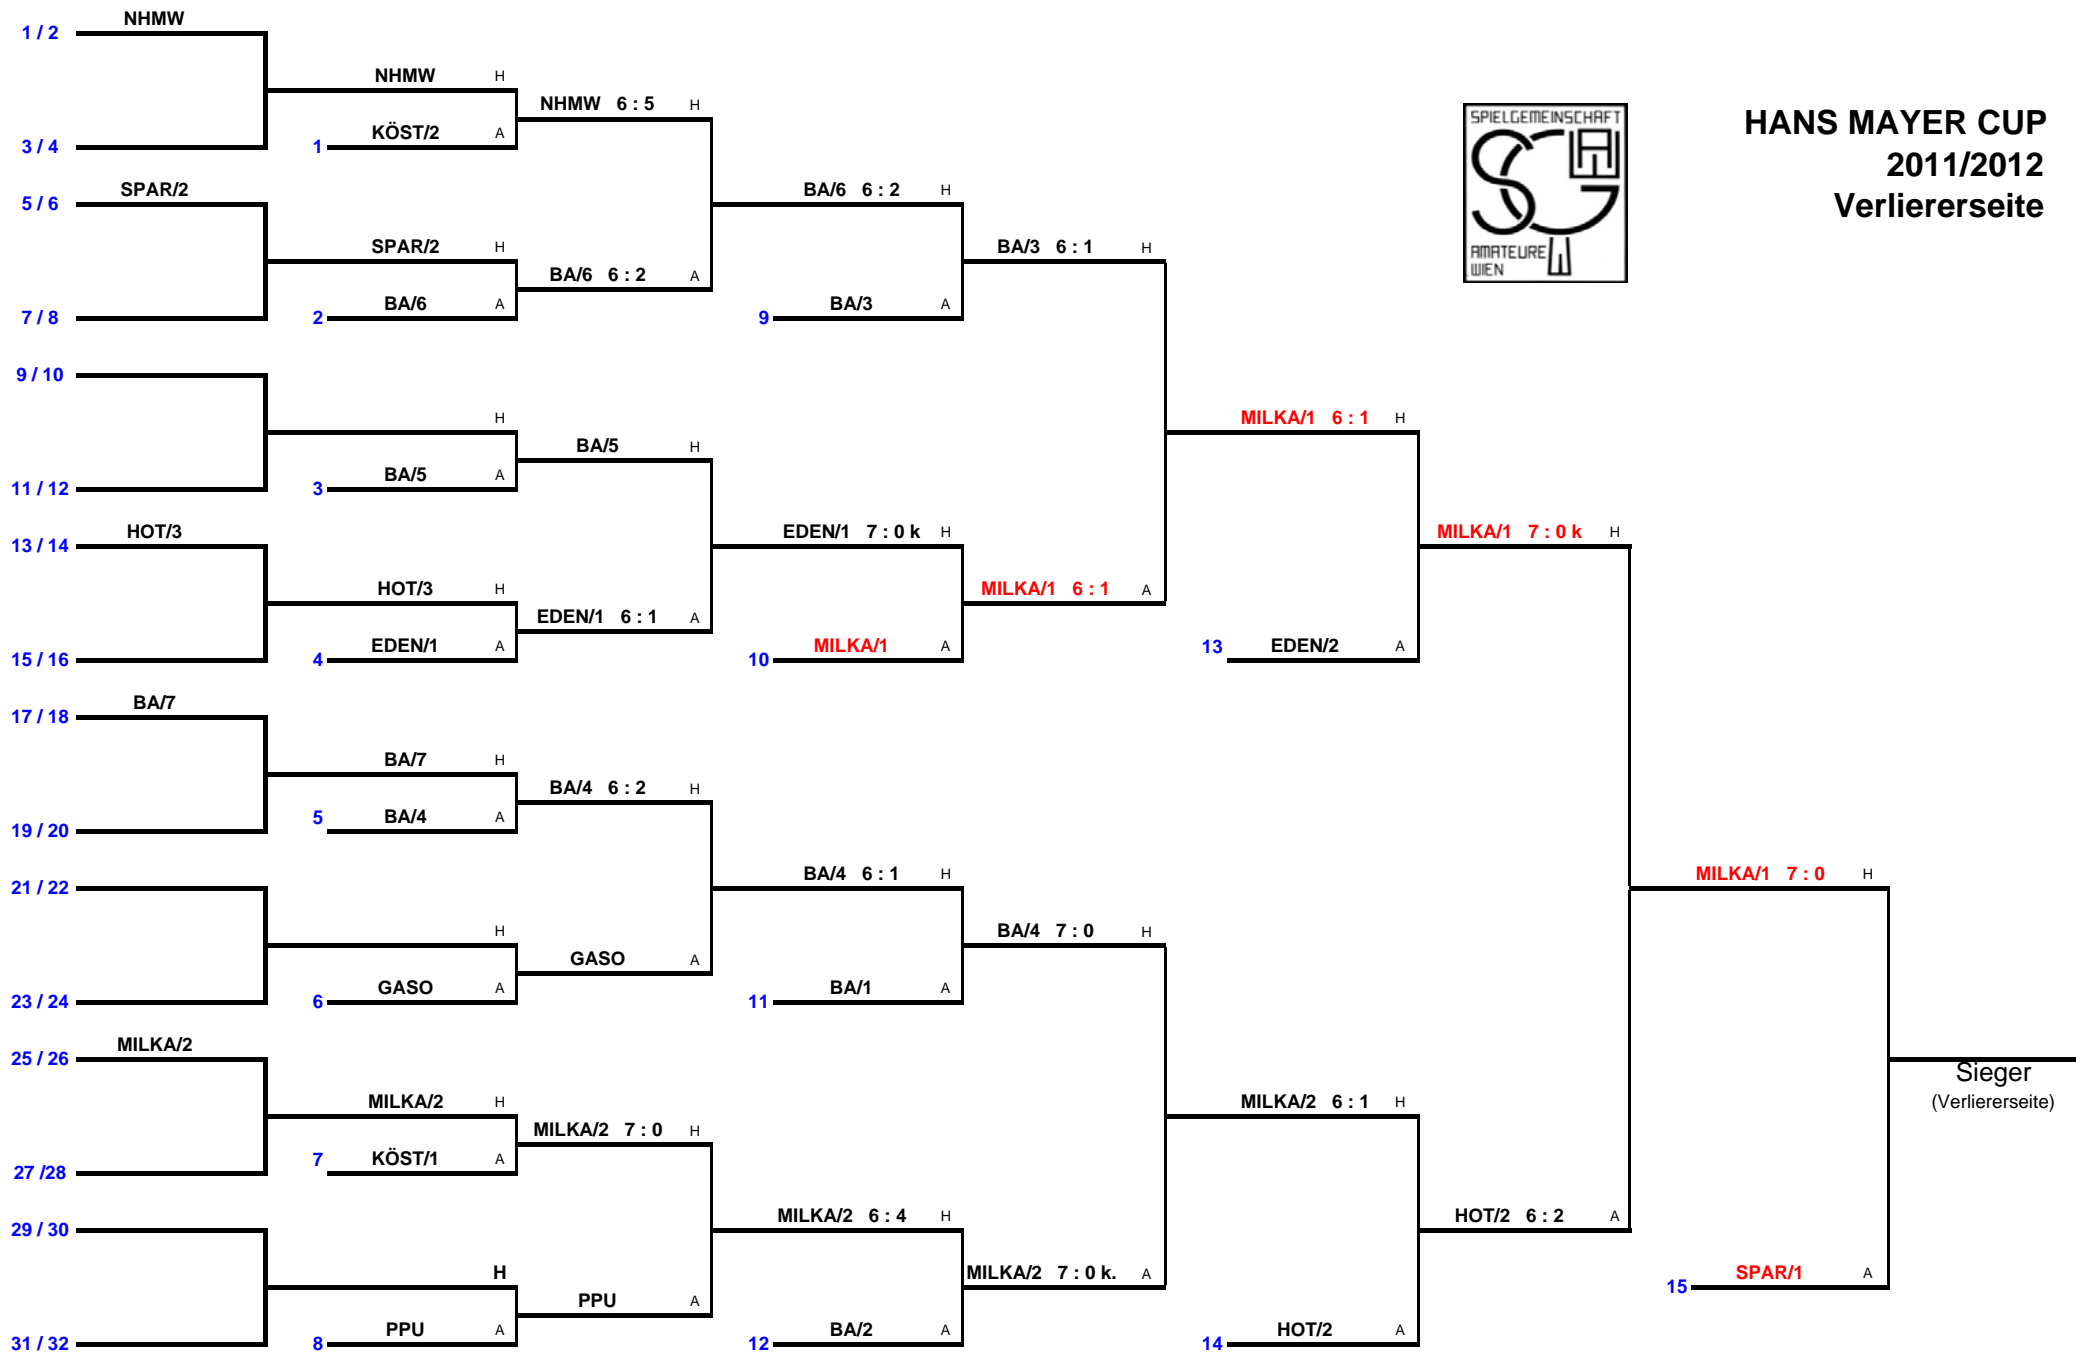 NHMW
1 / 2
NHMW H
NHMW 6 : 5 H
KÖST/2 A
3 / 4
1
SPIELGEMEINSCHAFT
SGA
AMATEURE
WIEN
HANS MAYER CUP
2011/2012
Verliererseite
SPAR/2
5 / 6
BA/6 6 : 2 H
SPAR/2 H
BA/3 6 : 1 H
BA/6 6 : 2 A
BA/6 A
BA/3 A
7 / 8
2
9
9 / 10
H
MILKA/1 6 : 1 H
BA/5 H
BA/5 A
11 / 12
3
HOT/3
EDEN/1 7 : 0 k H
MILKA/1 7 : 0 k H
13 / 14
HOT/3 H
MILKA/1 6 : 1 A
EDEN/1 6 : 1 A
EDEN/1 A
MILKA/1 A
EDEN/2 A
15 / 16
4
10
13
BA/7
17 / 18
BA/7 H
BA/4 6 : 2 H
5
BA/4 A
19 / 20
BA/4 6 : 1 H
MILKA/1 7 : 0 H
21 / 22
H
BA/4 7 : 0 H
GASO A
GASO A
BA/1 A
23 / 24
6
11
MILKA/2
25 / 26
Sieger
(Verliererseite)
MILKA/2 H
MILKA/2 6 : 1 H
MILKA/2 7 : 0 H
7
KÖST/1 A
27 /28
MILKA/2 6 : 4 H
HOT/2 6 : 2 A
29 / 30
H
MILKA/2 7 : 0 k. A
SPAR/1 A
15
PPU A
PPU A
BA/2 A
HOT/2 A
31 / 32
8
12
14